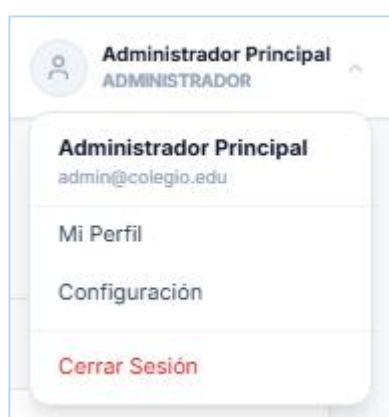 Administrador Principal
ADMINISTRADOR
Administrador Principal
admin@colegio.edu
Mi Perfil
Configuración
Cerrar Sesión